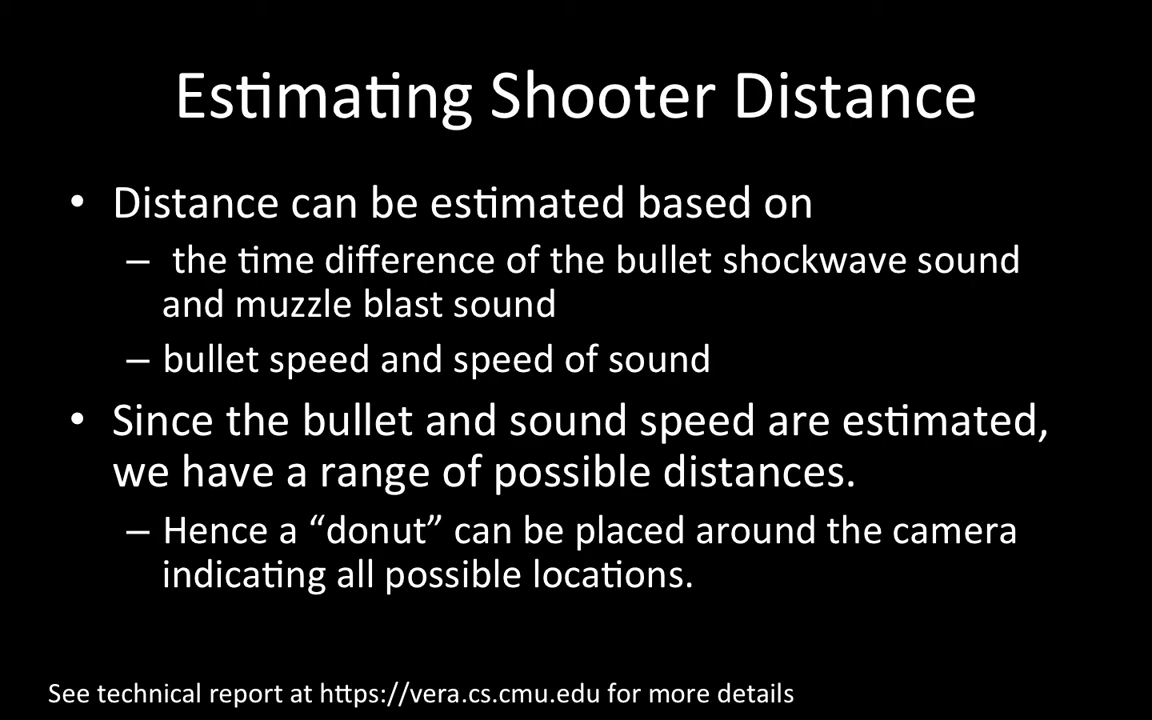 Estimating Shooter Distance
• Distance can be estimated based on
– the time difference of the bullet shockwave sound
and muzzle blast sound
– bullet speed and speed of sound
• Since the bullet and sound speed are estimated,
we have a range of possible distances.
– Hence a “donut” can be placed around the camera
indicating all possible locations.
See technical report at https://vera.cs.cmu.edu for more details